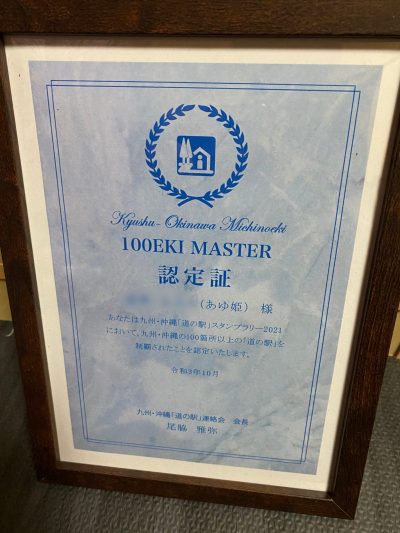 Kyushu-Okinawa Michinoeki
100EKI MASTER
認定証
（あゆ姫）様
あなたは九州・沖縄「道の駅」スタンプラリー2021
において、九州・沖縄の100箇所以上の「道の駅」を
制覇されたことを認定いたします。
令和3年10月
九州・沖縄「道の駅」連絡会　会長
尾脇　雅弥